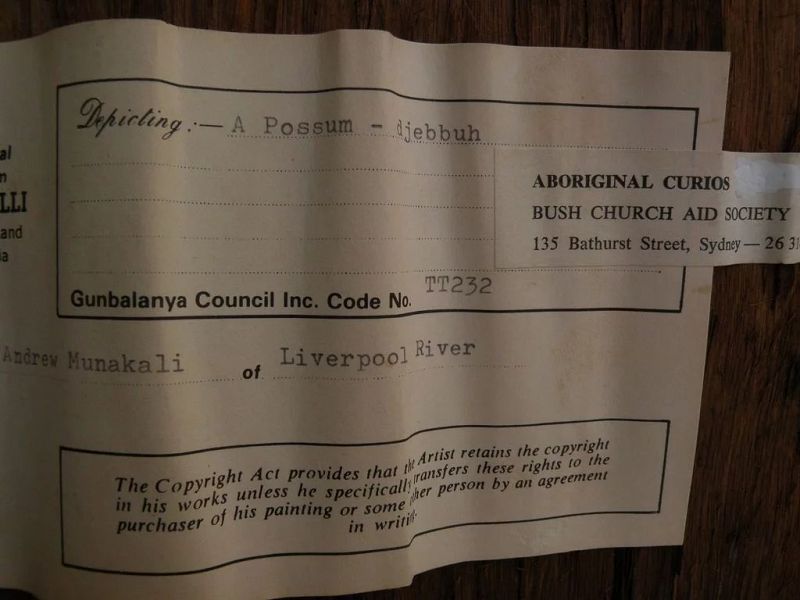 Depicting:— A Possum - djebbuh
al
n
LLI
and
a
ABORIGINAL CURIOS
BUSH CHURCH AID SOCIETY
135 Bathurst Street, Sydney — 26 31
Gunbalanya Council Inc. Code No. TT232
Andrew Munakali of Liverpool River
The Copyright Act provides that the Artist retains the copyright
in his works unless he specifically transfers these rights to the
purchaser of his painting or some other person by an agreement
in writi